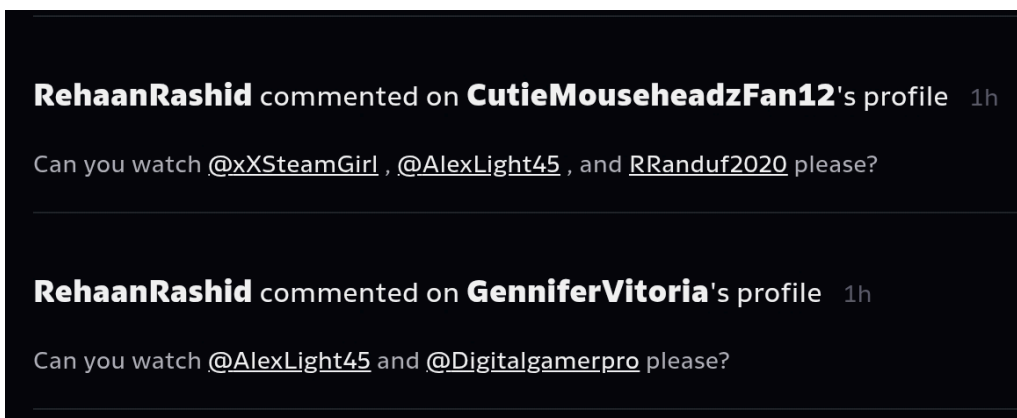 RehaanRashid commented on CutieMouseheadzFan12's profile 1h
Can you watch @xXSteamGirl , @AlexLight45 , and RRanduf2020 please?
RehaanRashid commented on GenniferVitoria's profile 1h
Can you watch @AlexLight45 and @Digitalgamerpro please?